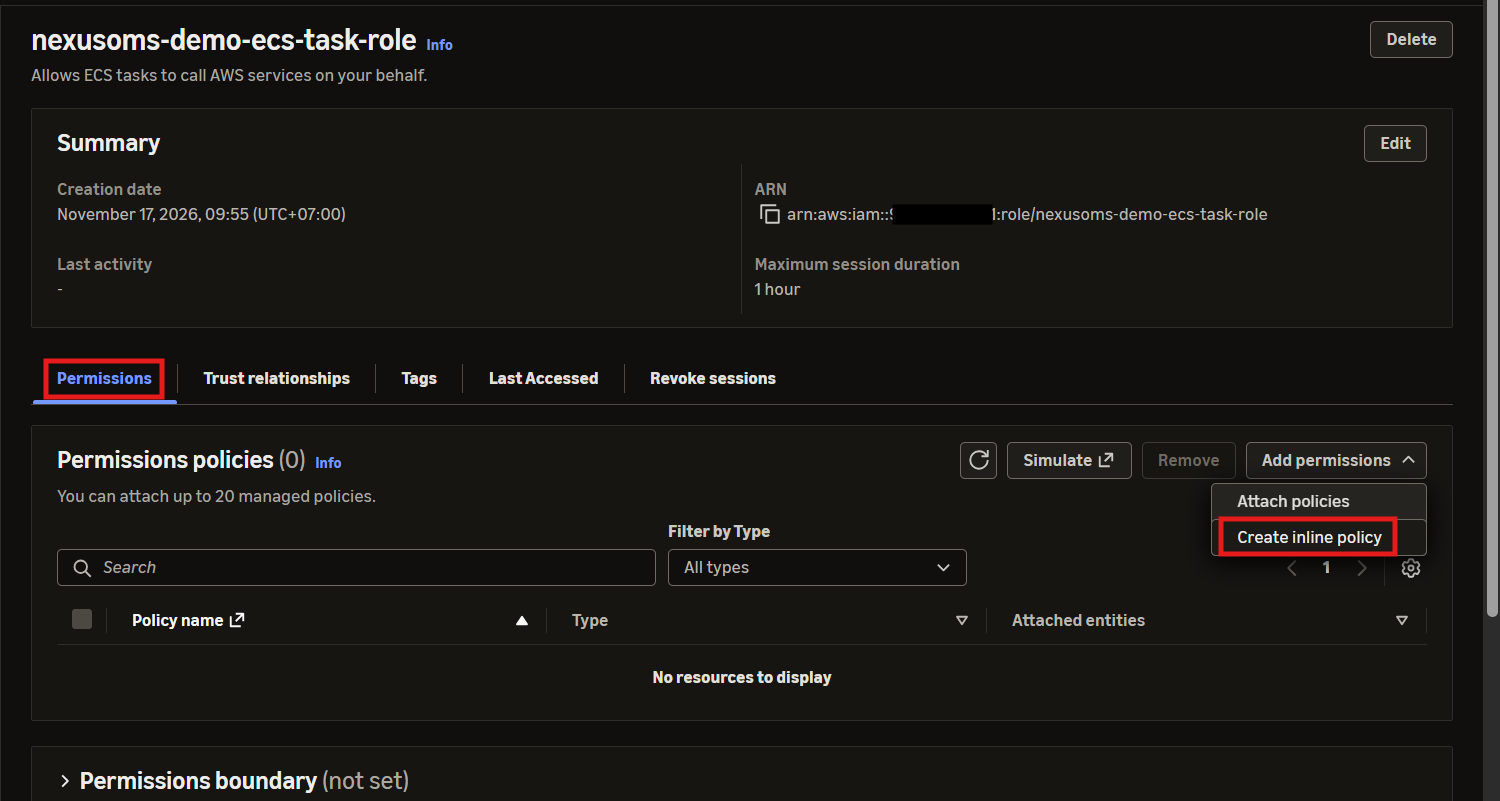 nexusoms-demo-ecs-task-role Info
Delete
Allows ECS tasks to call AWS services on your behalf.
Summary
Edit
Creation date
November 17, 2026, 09:55 (UTC+07:00)
ARN
arn:aws:iam::9 1:role/nexusoms-demo-ecs-task-role
Last activity
-
Maximum session duration
1 hour
Permissions
Trust relationships
Tags
Last Accessed
Revoke sessions
Permissions policies (0) Info
Simulate
Remove
Add permissions
You can attach up to 20 managed policies.
Attach policies
Create inline policy
Filter by Type
Search
All types
1
Policy name
Type
Attached entities
No resources to display
Permissions boundary (not set)